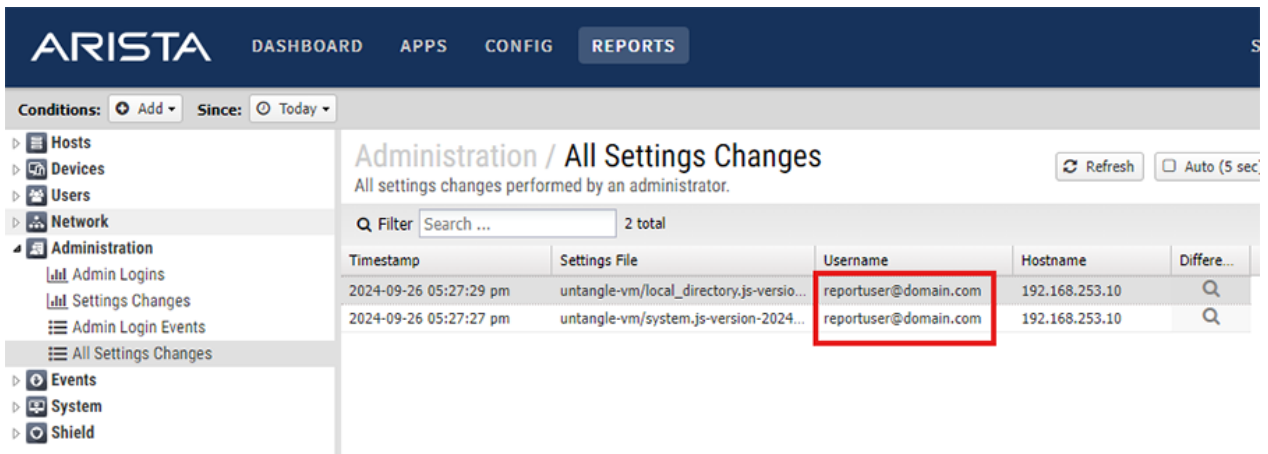 ARISTA DASHBOARD APPS CONFIG REPORTS S
Conditions: Add Since: Today
Hosts
Devices
Users
Network
Administration
Admin Logins
Settings Changes
Admin Login Events
All Settings Changes
Events
System
Shield
Administration / All Settings Changes
All settings changes performed by an administrator.
Refresh Auto (5 sec)
Filter Search ... 2 total
Timestamp Settings File Username Hostname Differe...
2024-09-26 05:27:29 pm untangle-vm/local_directory.js-versio... reportuser@domain.com 192.168.253.10
2024-09-26 05:27:27 pm untangle-vm/system.js-version-2024... reportuser@domain.com 192.168.253.10